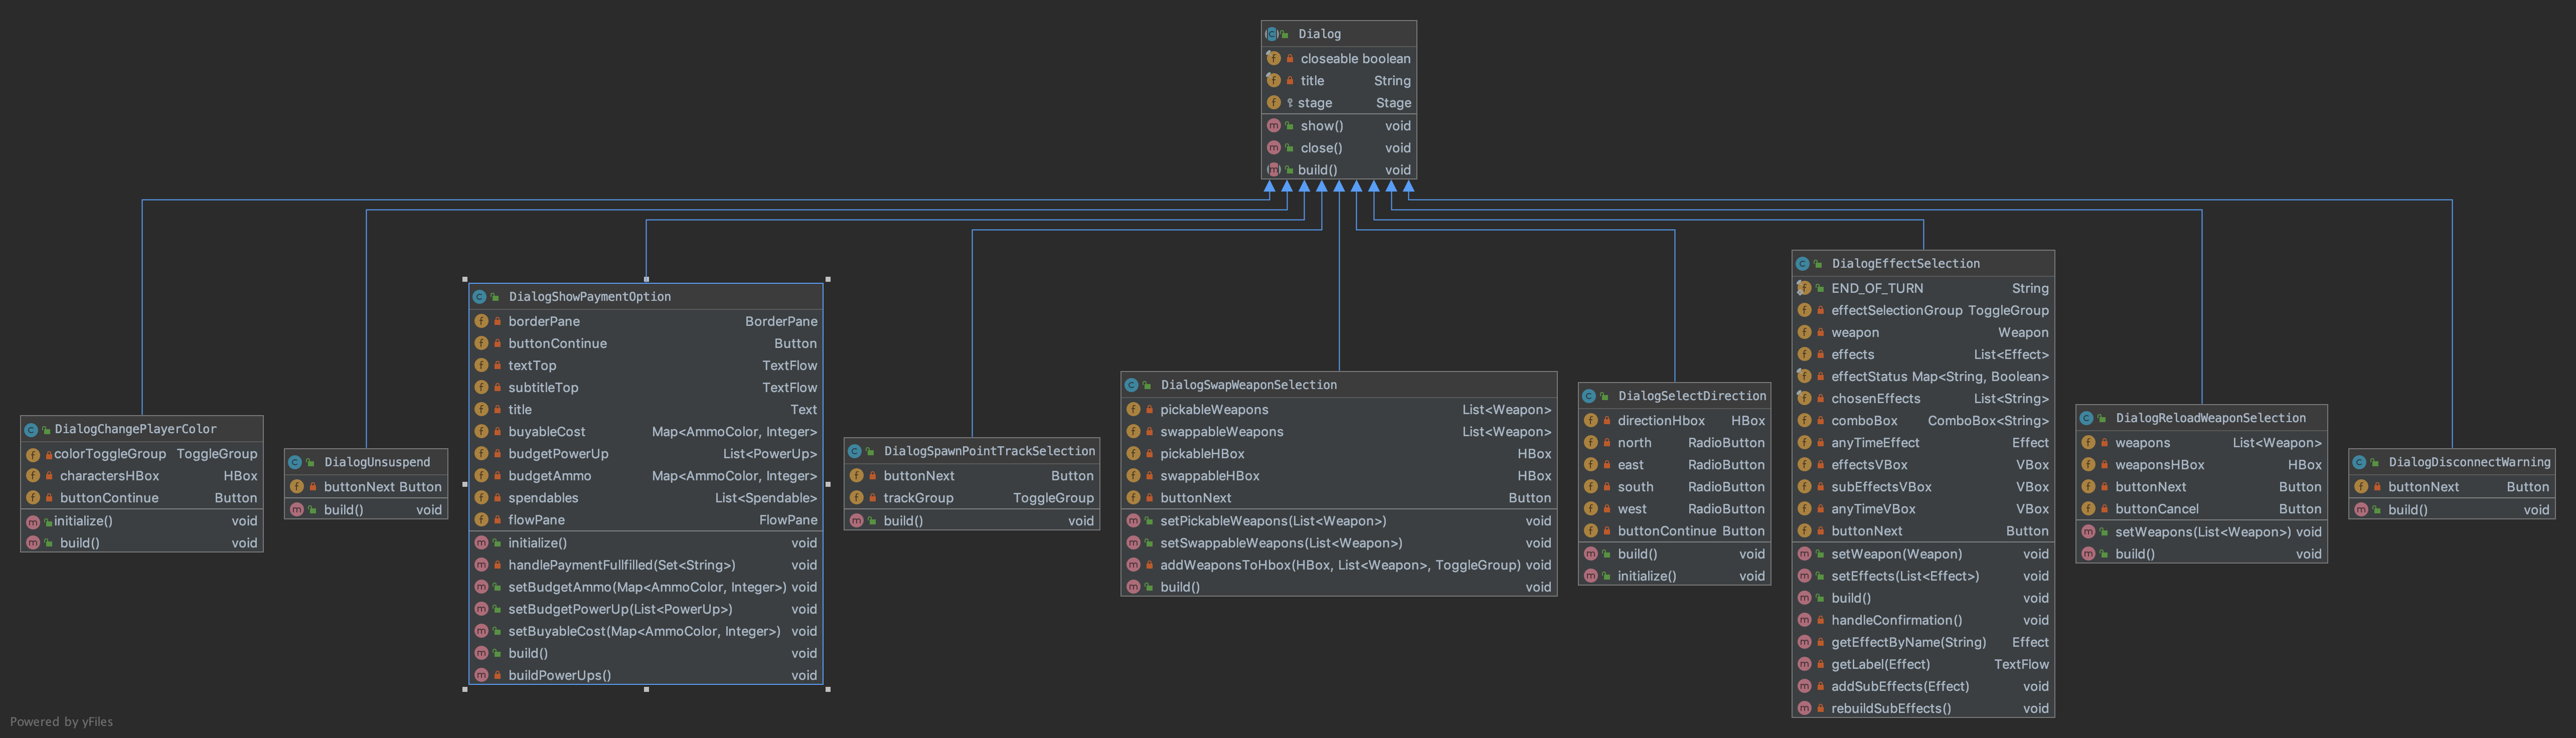 Dialog
closeable boolean
title String
stage Stage
show() void
close() void
build() void
DialogChangePlayerColor
colorToggleGroup ToggleGroup
charactersHBox HBox
buttonContinue Button
initialize() void
build() void
DialogUnsuspend
buttonNext Button
build() void
DialogShowPaymentOption
borderPane BorderPane
buttonContinue Button
textTop TextFlow
subtitleTop TextFlow
title Text
buyableCost Map<AmmoColor, Integer>
budgetPowerUp List<PowerUp>
budgetAmmo Map<AmmoColor, Integer>
spendables List<Spendable>
flowPane FlowPane
initialize() void
handlePaymentFullfilled(Set<String>) void
setBudgetAmmo(Map<AmmoColor, Integer>) void
setBudgetPowerUp(List<PowerUp>) void
setBuyableCost(Map<AmmoColor, Integer>) void
build() void
buildPowerUps() void
DialogSpawnPointTrackSelection
buttonNext Button
trackGroup ToggleGroup
build() void
DialogSwapWeaponSelection
pickableWeapons List<Weapon>
swappableWeapons List<Weapon>
pickableHBox HBox
swappableHBox HBox
buttonNext Button
setPickableWeapons(List<Weapon>) void
setSwappableWeapons(List<Weapon>) void
addWeaponsToHbox(HBox, List<Weapon>, ToggleGroup) void
build() void
DialogSelectDirection
directionHbox HBox
north RadioButton
east RadioButton
south RadioButton
west RadioButton
buttonContinue Button
build() void
initialize() void
DialogEffectSelection
END_OF_TURN String
effectSelectionGroup ToggleGroup
weapon Weapon
effects List<Effect>
effectStatus Map<String, Boolean>
chosenEffects List<String>
comboBox ComboBox<String>
anyTimeEffect Effect
effectsVBox VBox
subEffectsVBox VBox
anyTimeVBox VBox
buttonNext Button
setWeapon(Weapon) void
setEffects(List<Effect>) void
build() void
handleConfirmation() void
getEffectByName(String) Effect
getLabel(Effect) TextFlow
addSubEffects(Effect) void
rebuildSubEffects() void
DialogReloadWeaponSelection
weapons List<Weapon>
weaponsHBox HBox
buttonNext Button
buttonCancel Button
setWeapons(List<Weapon>) void
build() void
DialogDisconnectWarning
buttonNext Button
build() void
Powered by yFiles